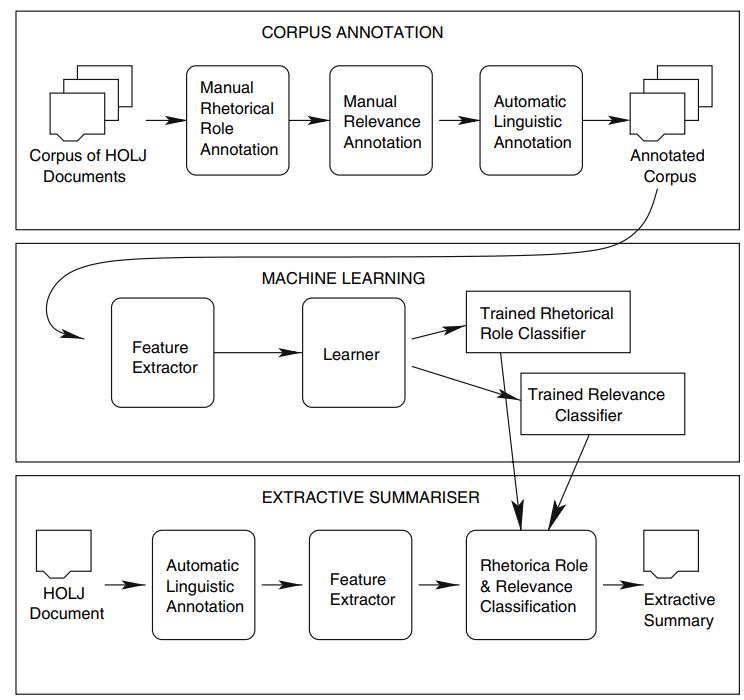 CORPUS ANNOTATION
Corpus of HOLJ
Documents
Manual
Rhetorical
Role
Annotation
Manual
Relevance
Annotation
Automatic
Linguistic
Annotation
Annotated
Corpus
MACHINE LEARNING
Feature
Extractor
Learner
Trained Rhetorical
Role Classifier
Trained Relevance
Classifier
EXTRACTIVE SUMMARISER
HOLJ
Document
Automatic
Linguistic
Annotation
Feature
Extractor
Rhetorica Role
& Relevance
Classification
Extractive
Summary